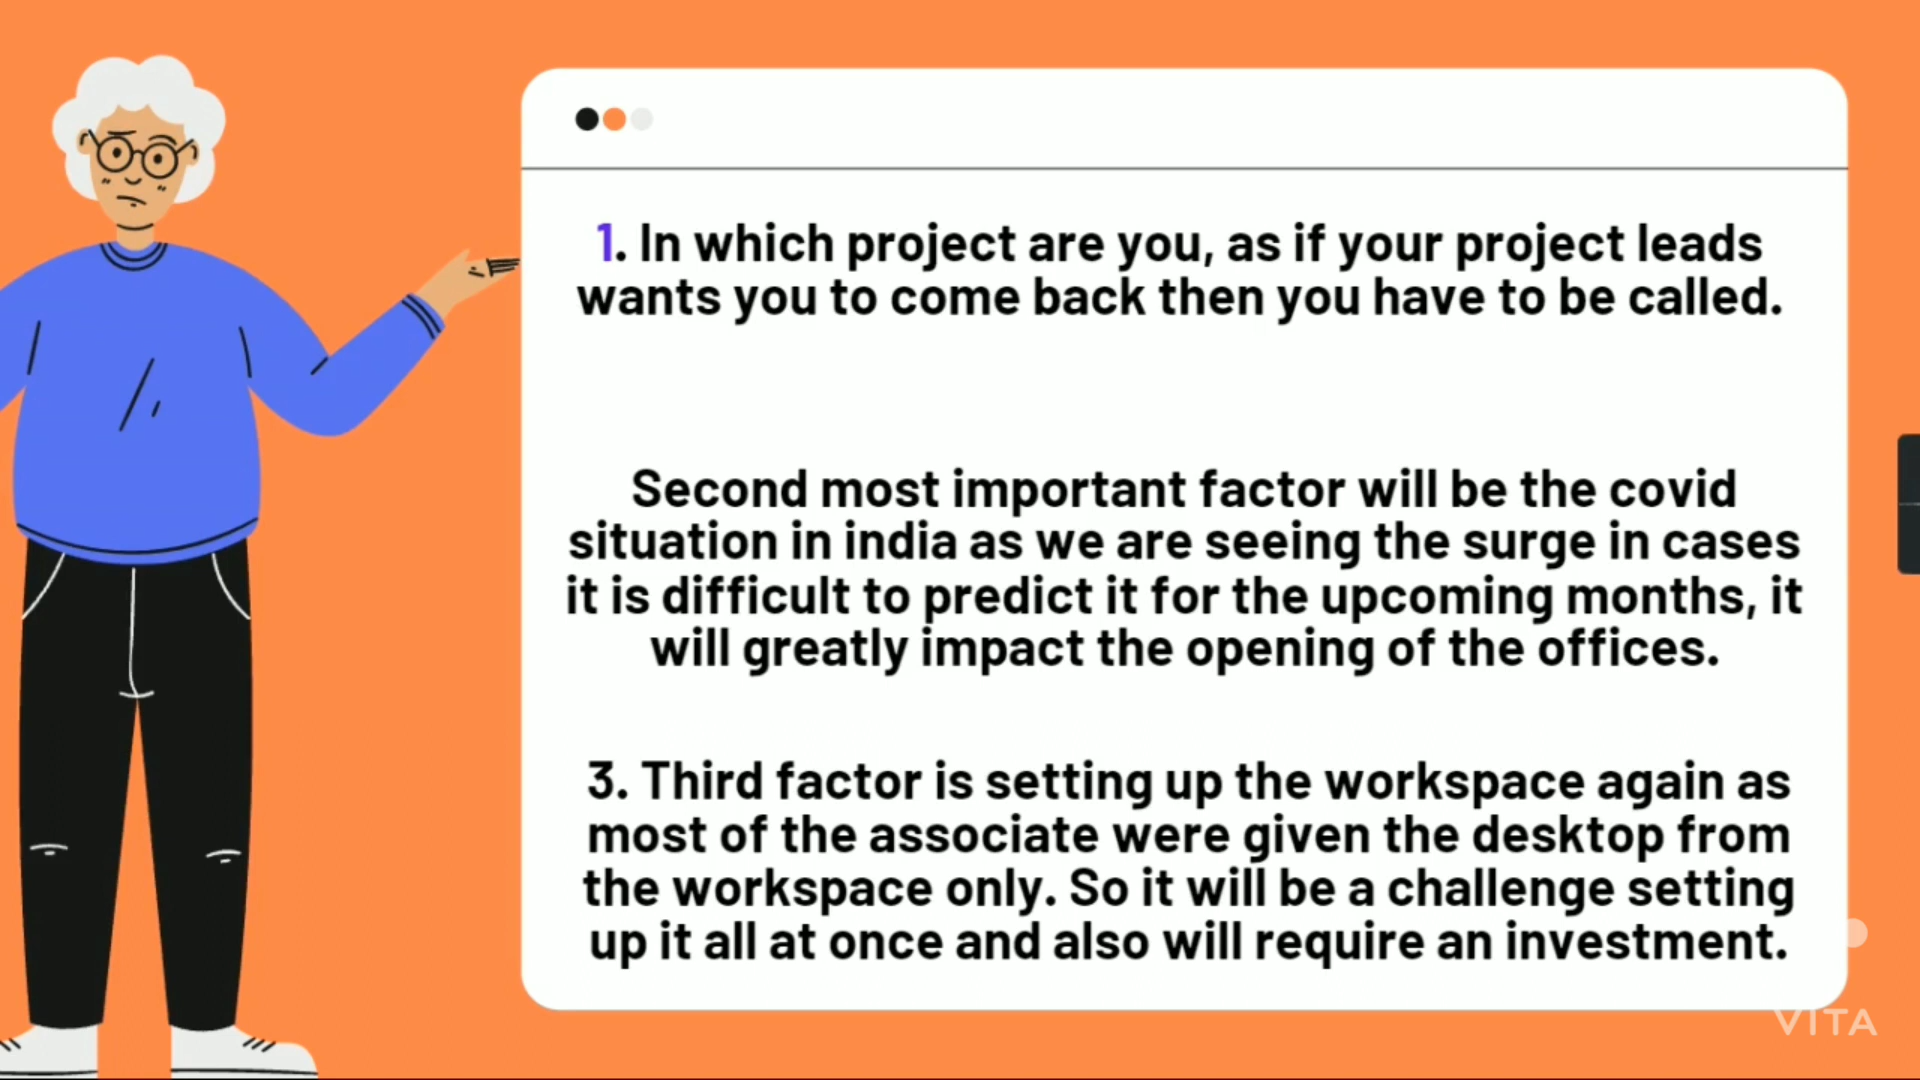 1. In which project are you, as if your project leads
wants you to come back then you have to be called.
Second most important factor will be the covid
situation in india as we are seeing the surge in cases
it is difficult to predict it for the upcoming months, it
will greatly impact the opening of the offices.
3. Third factor is setting up the workspace again as
most of the associate were given the desktop from
the workspace only. So it will be a challenge setting
up it all at once and also will require an investment.
VITA